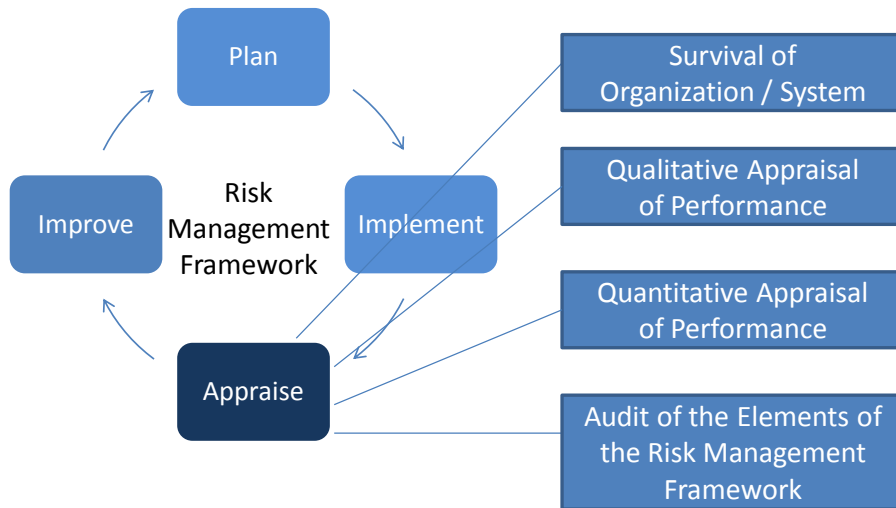 Plan
Implement
Appraise
Improve
Risk
Management
Framework
Survival of
Organization / System
Qualitative Appraisal
of Performance
Quantitative Appraisal
of Performance
Audit of the Elements of
the Risk Management
Framework